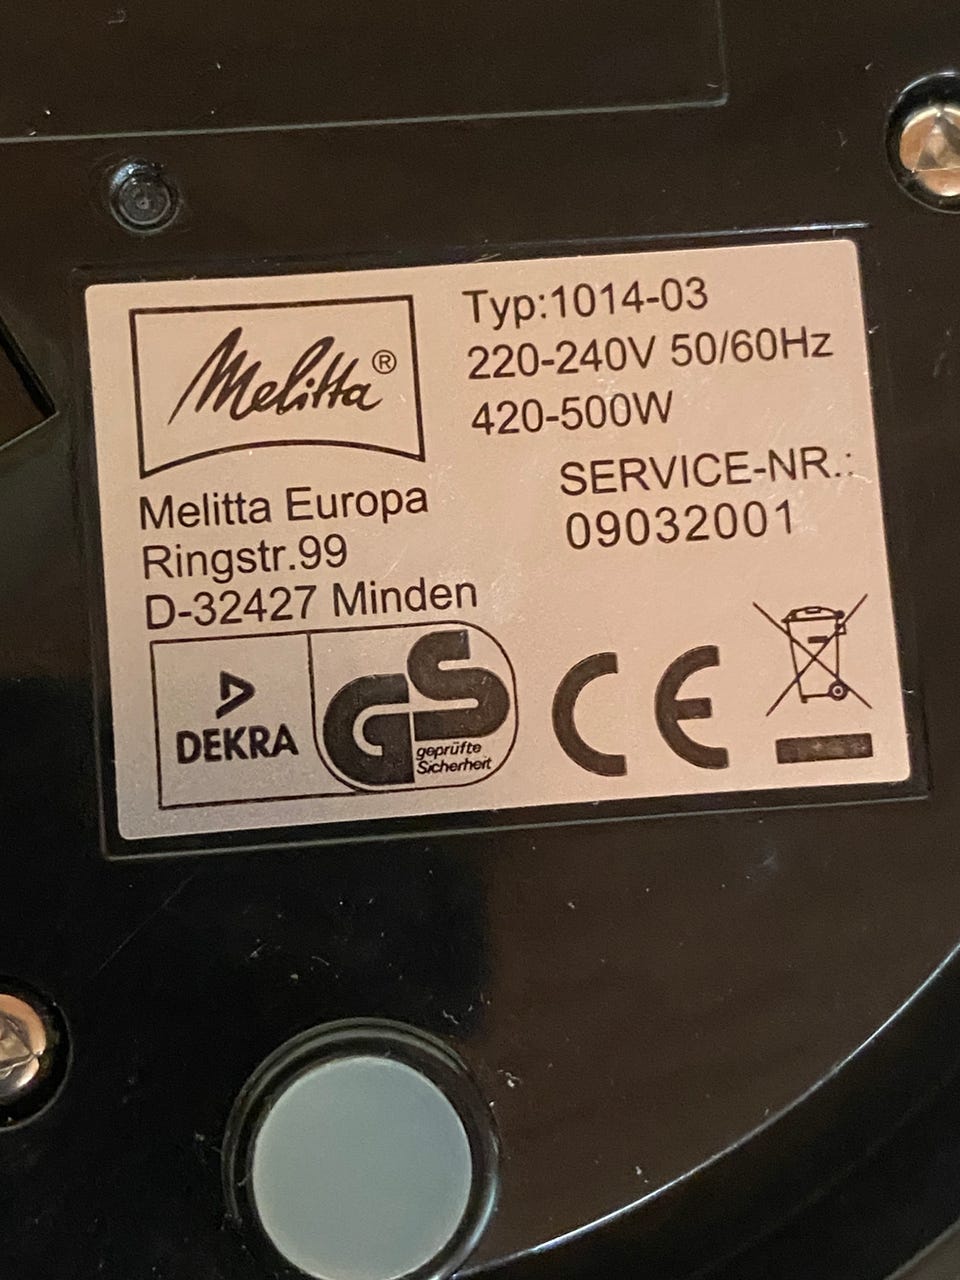 Melitta®
Typ:1014-03
220-240V 50/60Hz
420-500W
SERVICE-NR.:
09032001
Melitta Europa
Ringstr.99
D-32427 Minden
DEKRA
GS
geprüfte
Sicherheit
CE